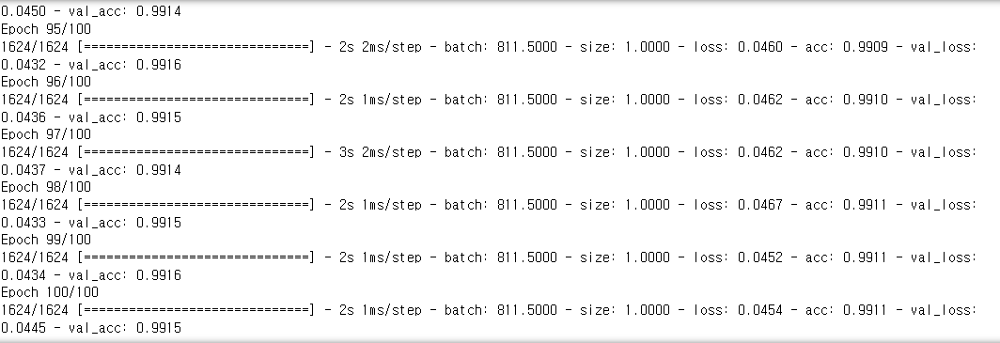 0.0450 - val_acc: 0.9914
Epoch 95/100
1624/1624 [==============================] - 2s 2ms/step - batch: 811.5000 - size: 1.0000 - loss: 0.0460 - acc: 0.9909 - val_loss:
0.0432 - val_acc: 0.9916
Epoch 96/100
1624/1624 [==============================] - 2s 1ms/step - batch: 811.5000 - size: 1.0000 - loss: 0.0462 - acc: 0.9910 - val_loss:
0.0436 - val_acc: 0.9915
Epoch 97/100
1624/1624 [==============================] - 3s 2ms/step - batch: 811.5000 - size: 1.0000 - loss: 0.0462 - acc: 0.9910 - val_loss:
0.0437 - val_acc: 0.9914
Epoch 98/100
1624/1624 [==============================] - 2s 1ms/step - batch: 811.5000 - size: 1.0000 - loss: 0.0467 - acc: 0.9911 - val_loss:
0.0433 - val_acc: 0.9915
Epoch 99/100
1624/1624 [==============================] - 2s 1ms/step - batch: 811.5000 - size: 1.0000 - loss: 0.0452 - acc: 0.9911 - val_loss:
0.0434 - val_acc: 0.9916
Epoch 100/100
1624/1624 [==============================] - 2s 1ms/step - batch: 811.5000 - size: 1.0000 - loss: 0.0454 - acc: 0.9911 - val_loss:
0.0445 - val_acc: 0.9915